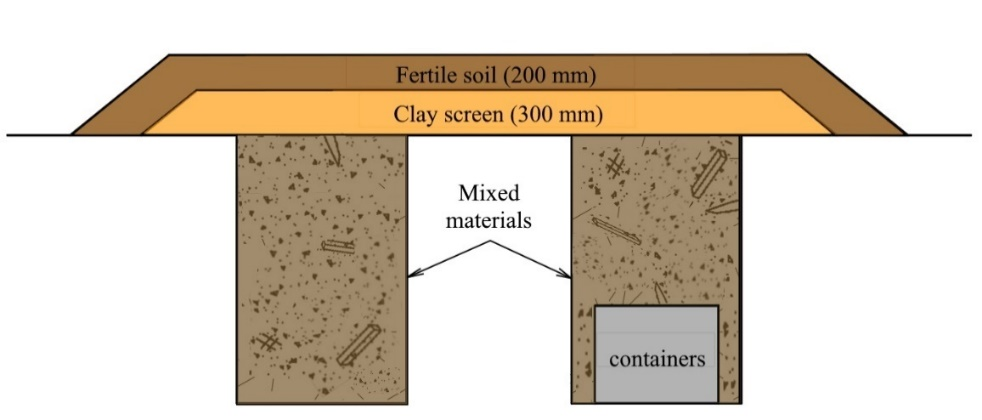 Fertile soil (200 mm)
Clay screen (300 mm)
Mixed
materials
containers